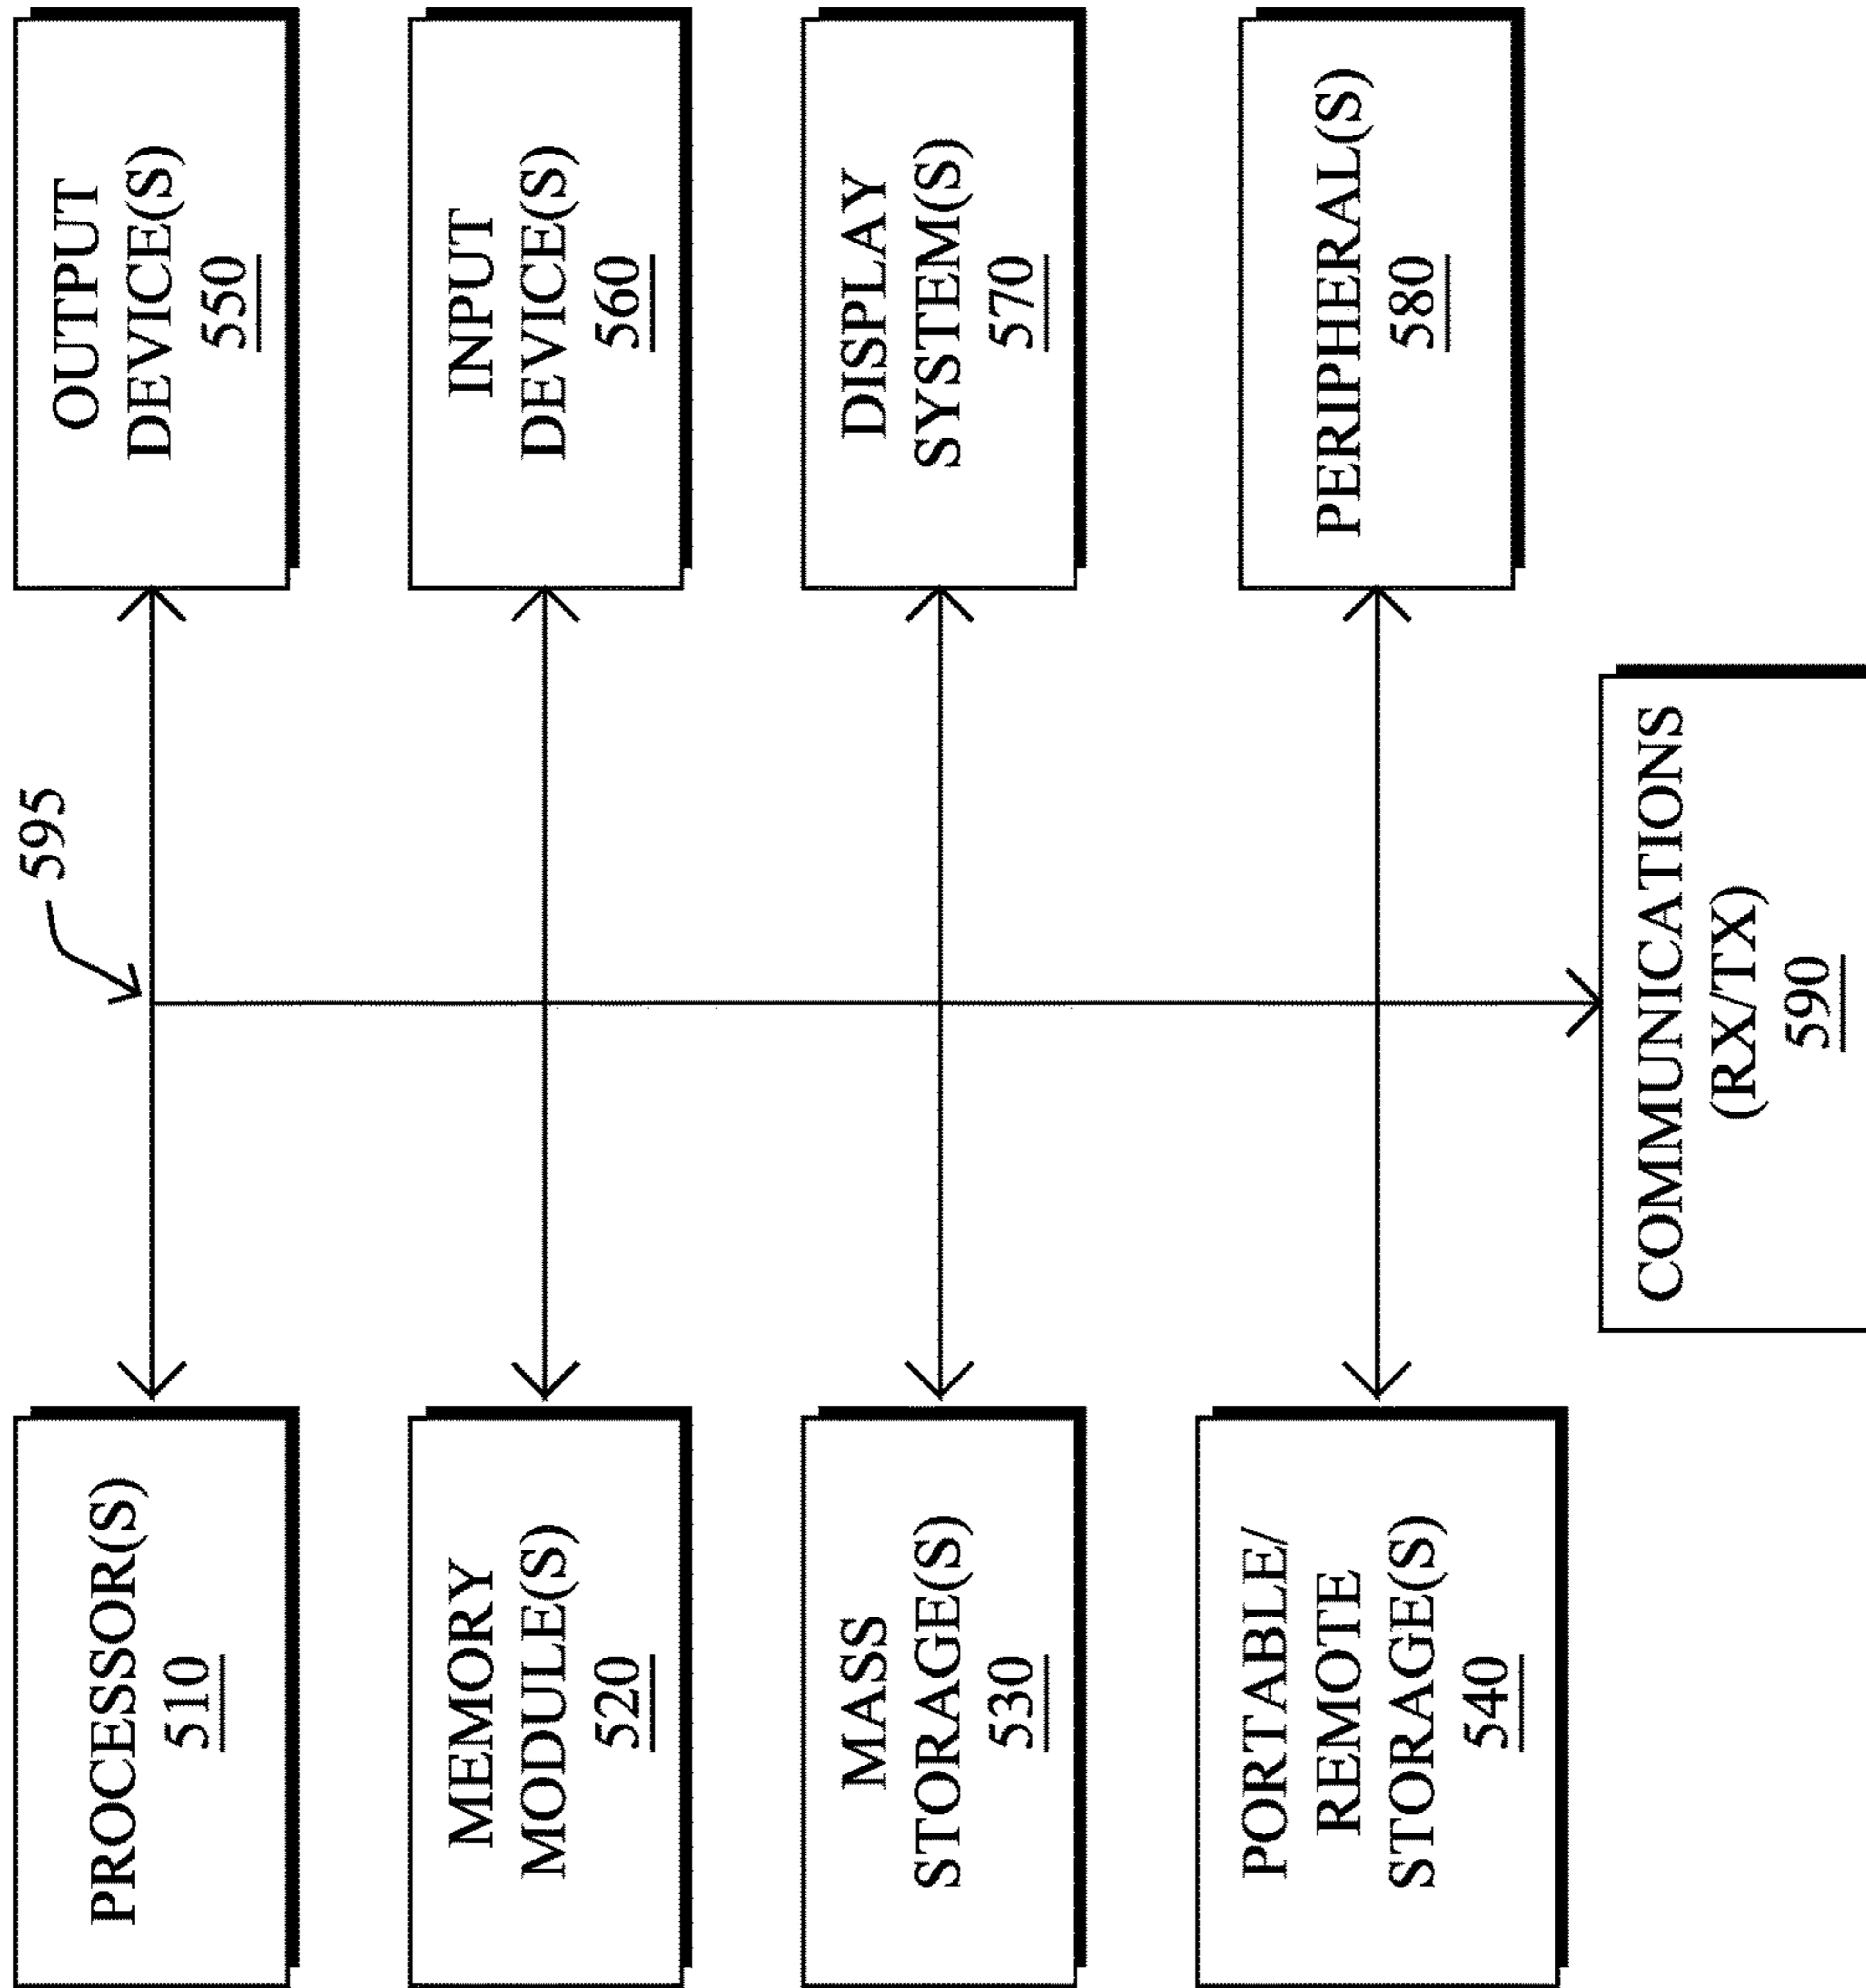 595
PROCESSOR(S)
510
OUTPUT
DEVICE(S)
550
MEMORY
MODULE(S)
520
INPUT
DEVICE(S)
560
MASS
STORAGE(S)
530
DISPLAY
SYSTEM(S)
570
PORTABLE/
REMOTE
STORAGE(S)
540
PERIPHERAL(S)
580
COMMUNICATIONS
(RX/TX)
590